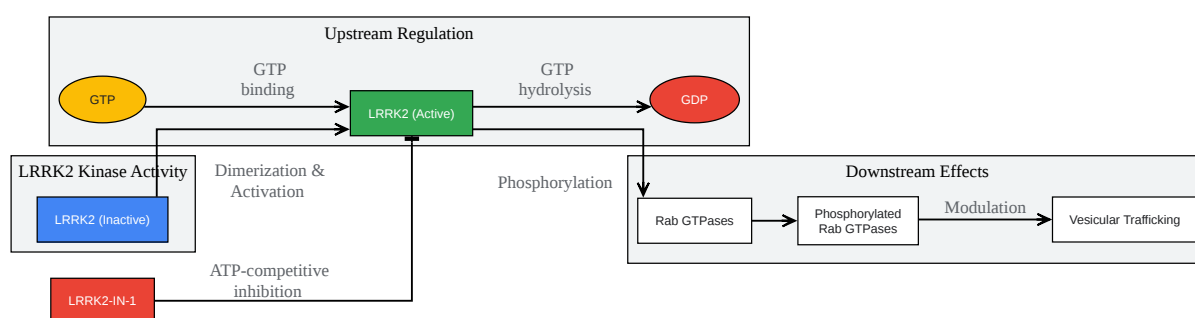 Upstream Regulation
GTP
binding
GTP
hydrolysis
GTP
LRRK2 (Active)
GDP
LRRK2 Kinase Activity
Dimerization &
Activation
Phosphorylation
Downstream Effects
LRRK2 (Inactive)
Rab GTPases
Phosphorylated
Rab GTPases
Modulation
Vesicular Trafficking
ATP-competitive
inhibition
LRRK2-IN-1